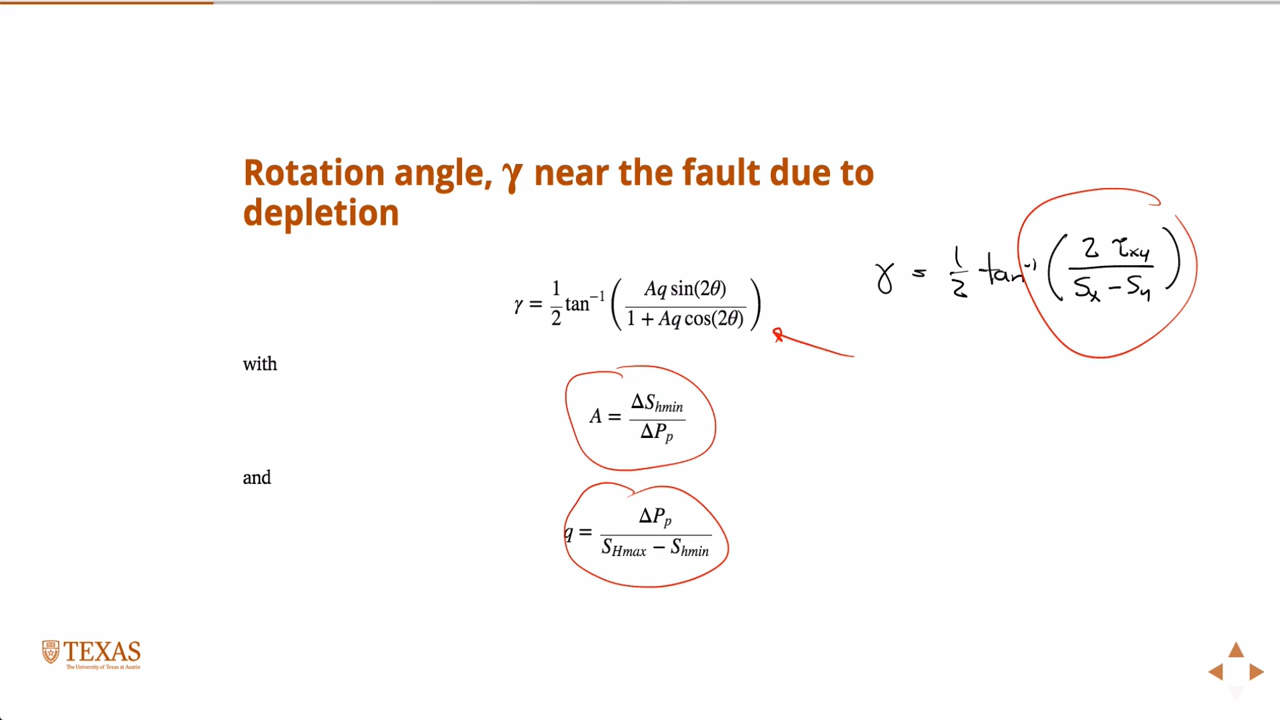 Rotation angle, γ near the fault due to
depletion
γ = 1/2 tan⁻¹ ( Aq sin(2θ) / 1 + Aq cos(2θ) )
γ = 1/2 tan⁻¹ ( 2 τxy / Sx − Sy )
with
A = ΔShmin / ΔPp
and
q = ΔPp / SHmax − Shmin
TEXAS
The University of Texas at Austin